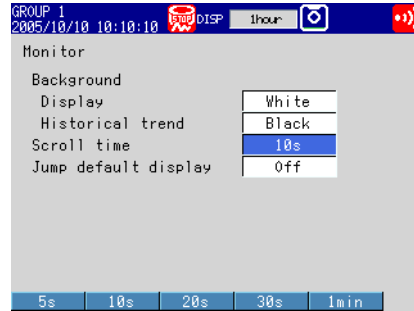 GROUP 1
2005/10/10 10:10:10 STOP DISP 1hour
Monitor
Background
Display White
Historical trend Black
Scroll time 10s
Jump default display Off
5s 10s 20s 30s 1min